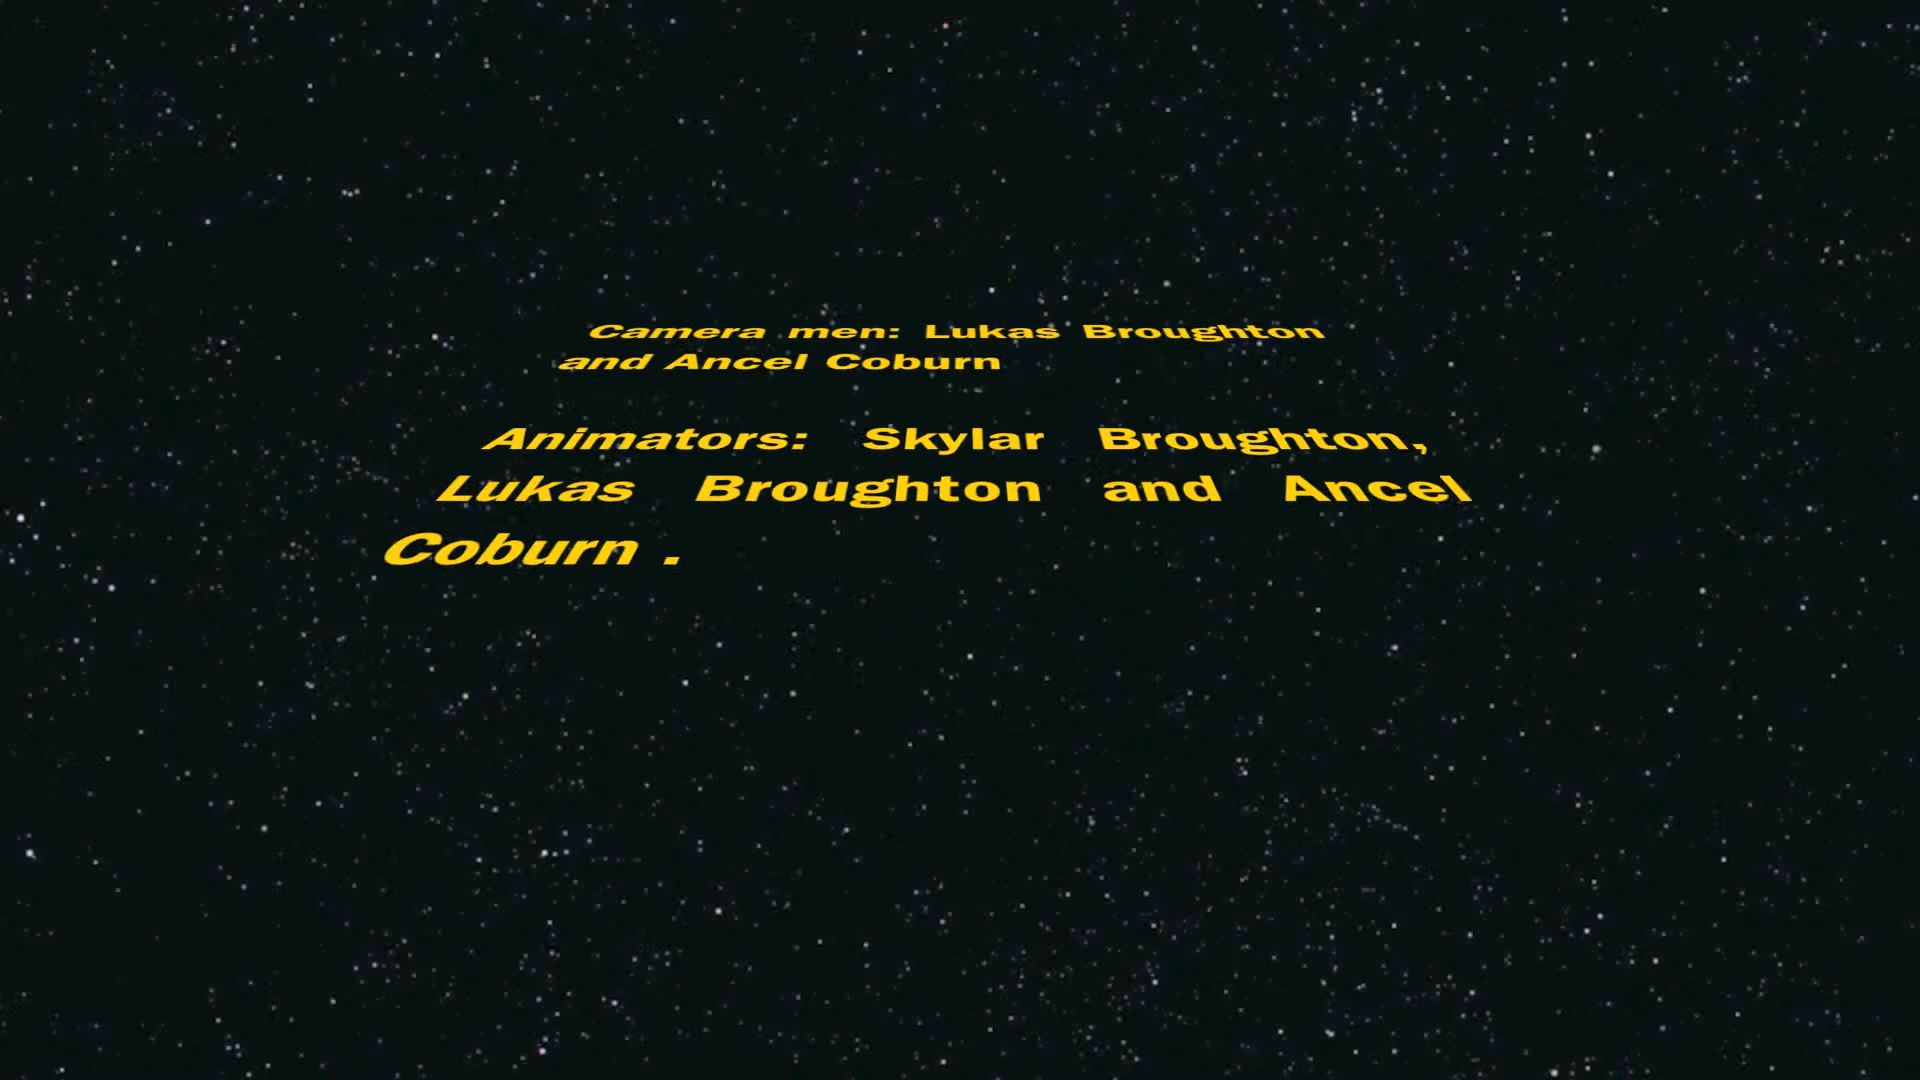 Camera men: Lukas Broughton
and Ancel Coburn
Animators: Skylar Broughton,
Lukas Broughton and Ancel
Coburn .